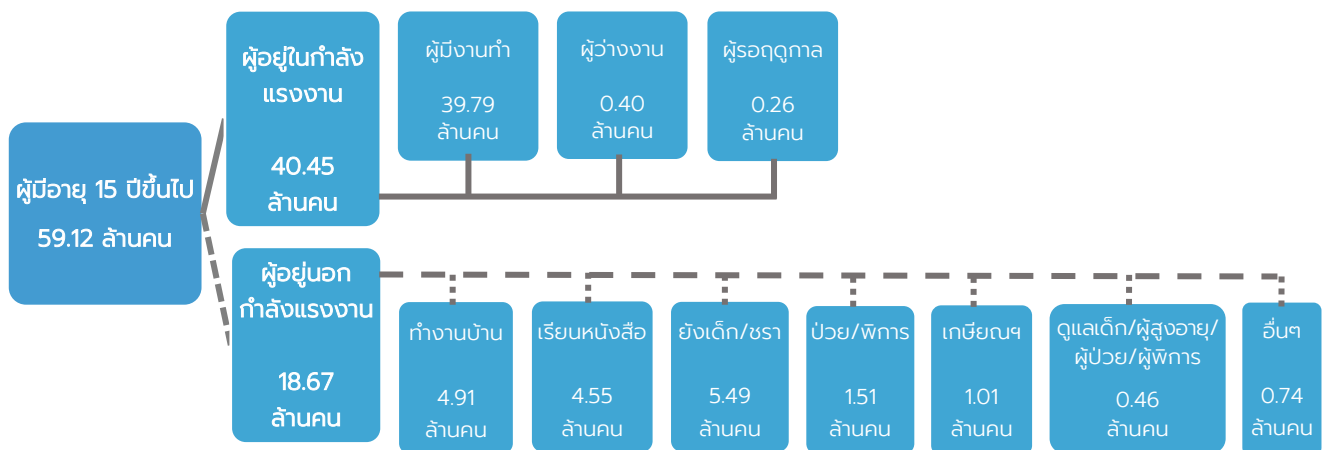 ผู้มีอายุ 15 ปีขึ้นไป
59.12 ล้านคน
ผู้อยู่ในกำลัง
แรงงาน
40.45
ล้านคน
ผู้มีงานทำ
39.79
ล้านคน
ผู้ว่างงาน
0.40
ล้านคน
ผู้รอฤดูกาล
0.26
ล้านคน
ผู้อยู่นอก
กำลังแรงงาน
18.67
ล้านคน
ทำงานบ้าน
4.91
ล้านคน
เรียนหนังสือ
4.55
ล้านคน
ยังเด็ก/ชรา
5.49
ล้านคน
ป่วย/พิการ
1.51
ล้านคน
เกษียณฯ
1.01
ล้านคน
ดูแลเด็ก/ผู้สูงอายุ/
ผู้ป่วย/ผู้พิการ
0.46
ล้านคน
อื่นๆ
0.74
ล้านคน